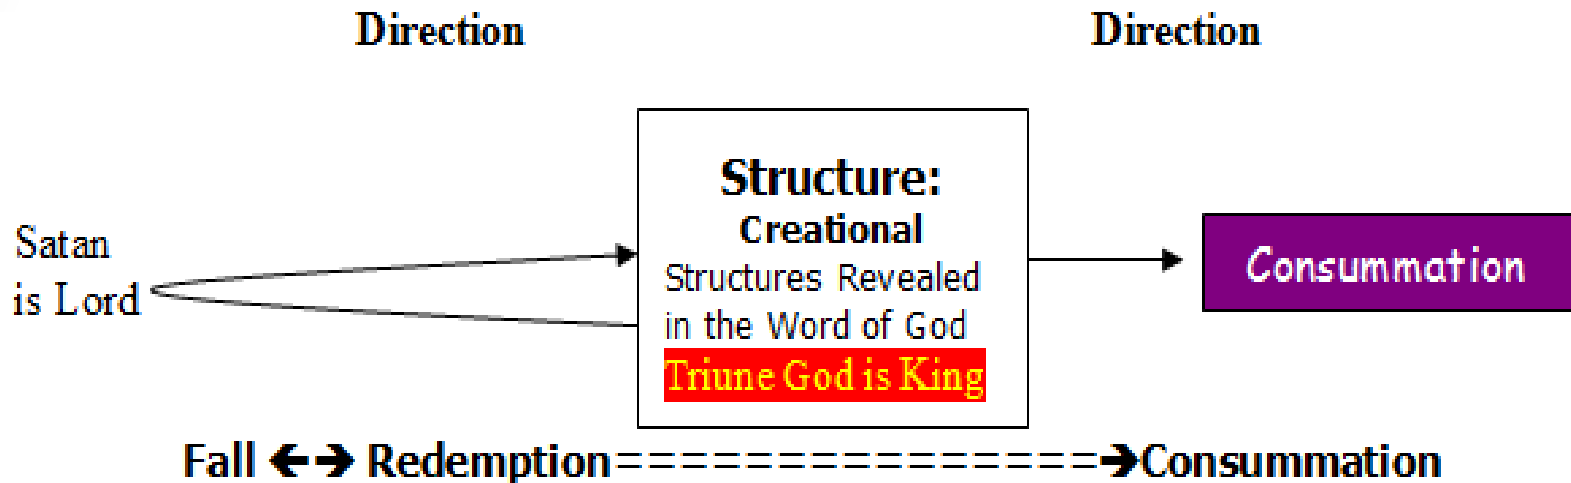 Direction Direction
Structure:
Creational
Satan
is Lord
Structures Revealed
in the Word of God
Triune God is King
Consummation
Fall 🡸🡺 Redemption===============🡺Consummation